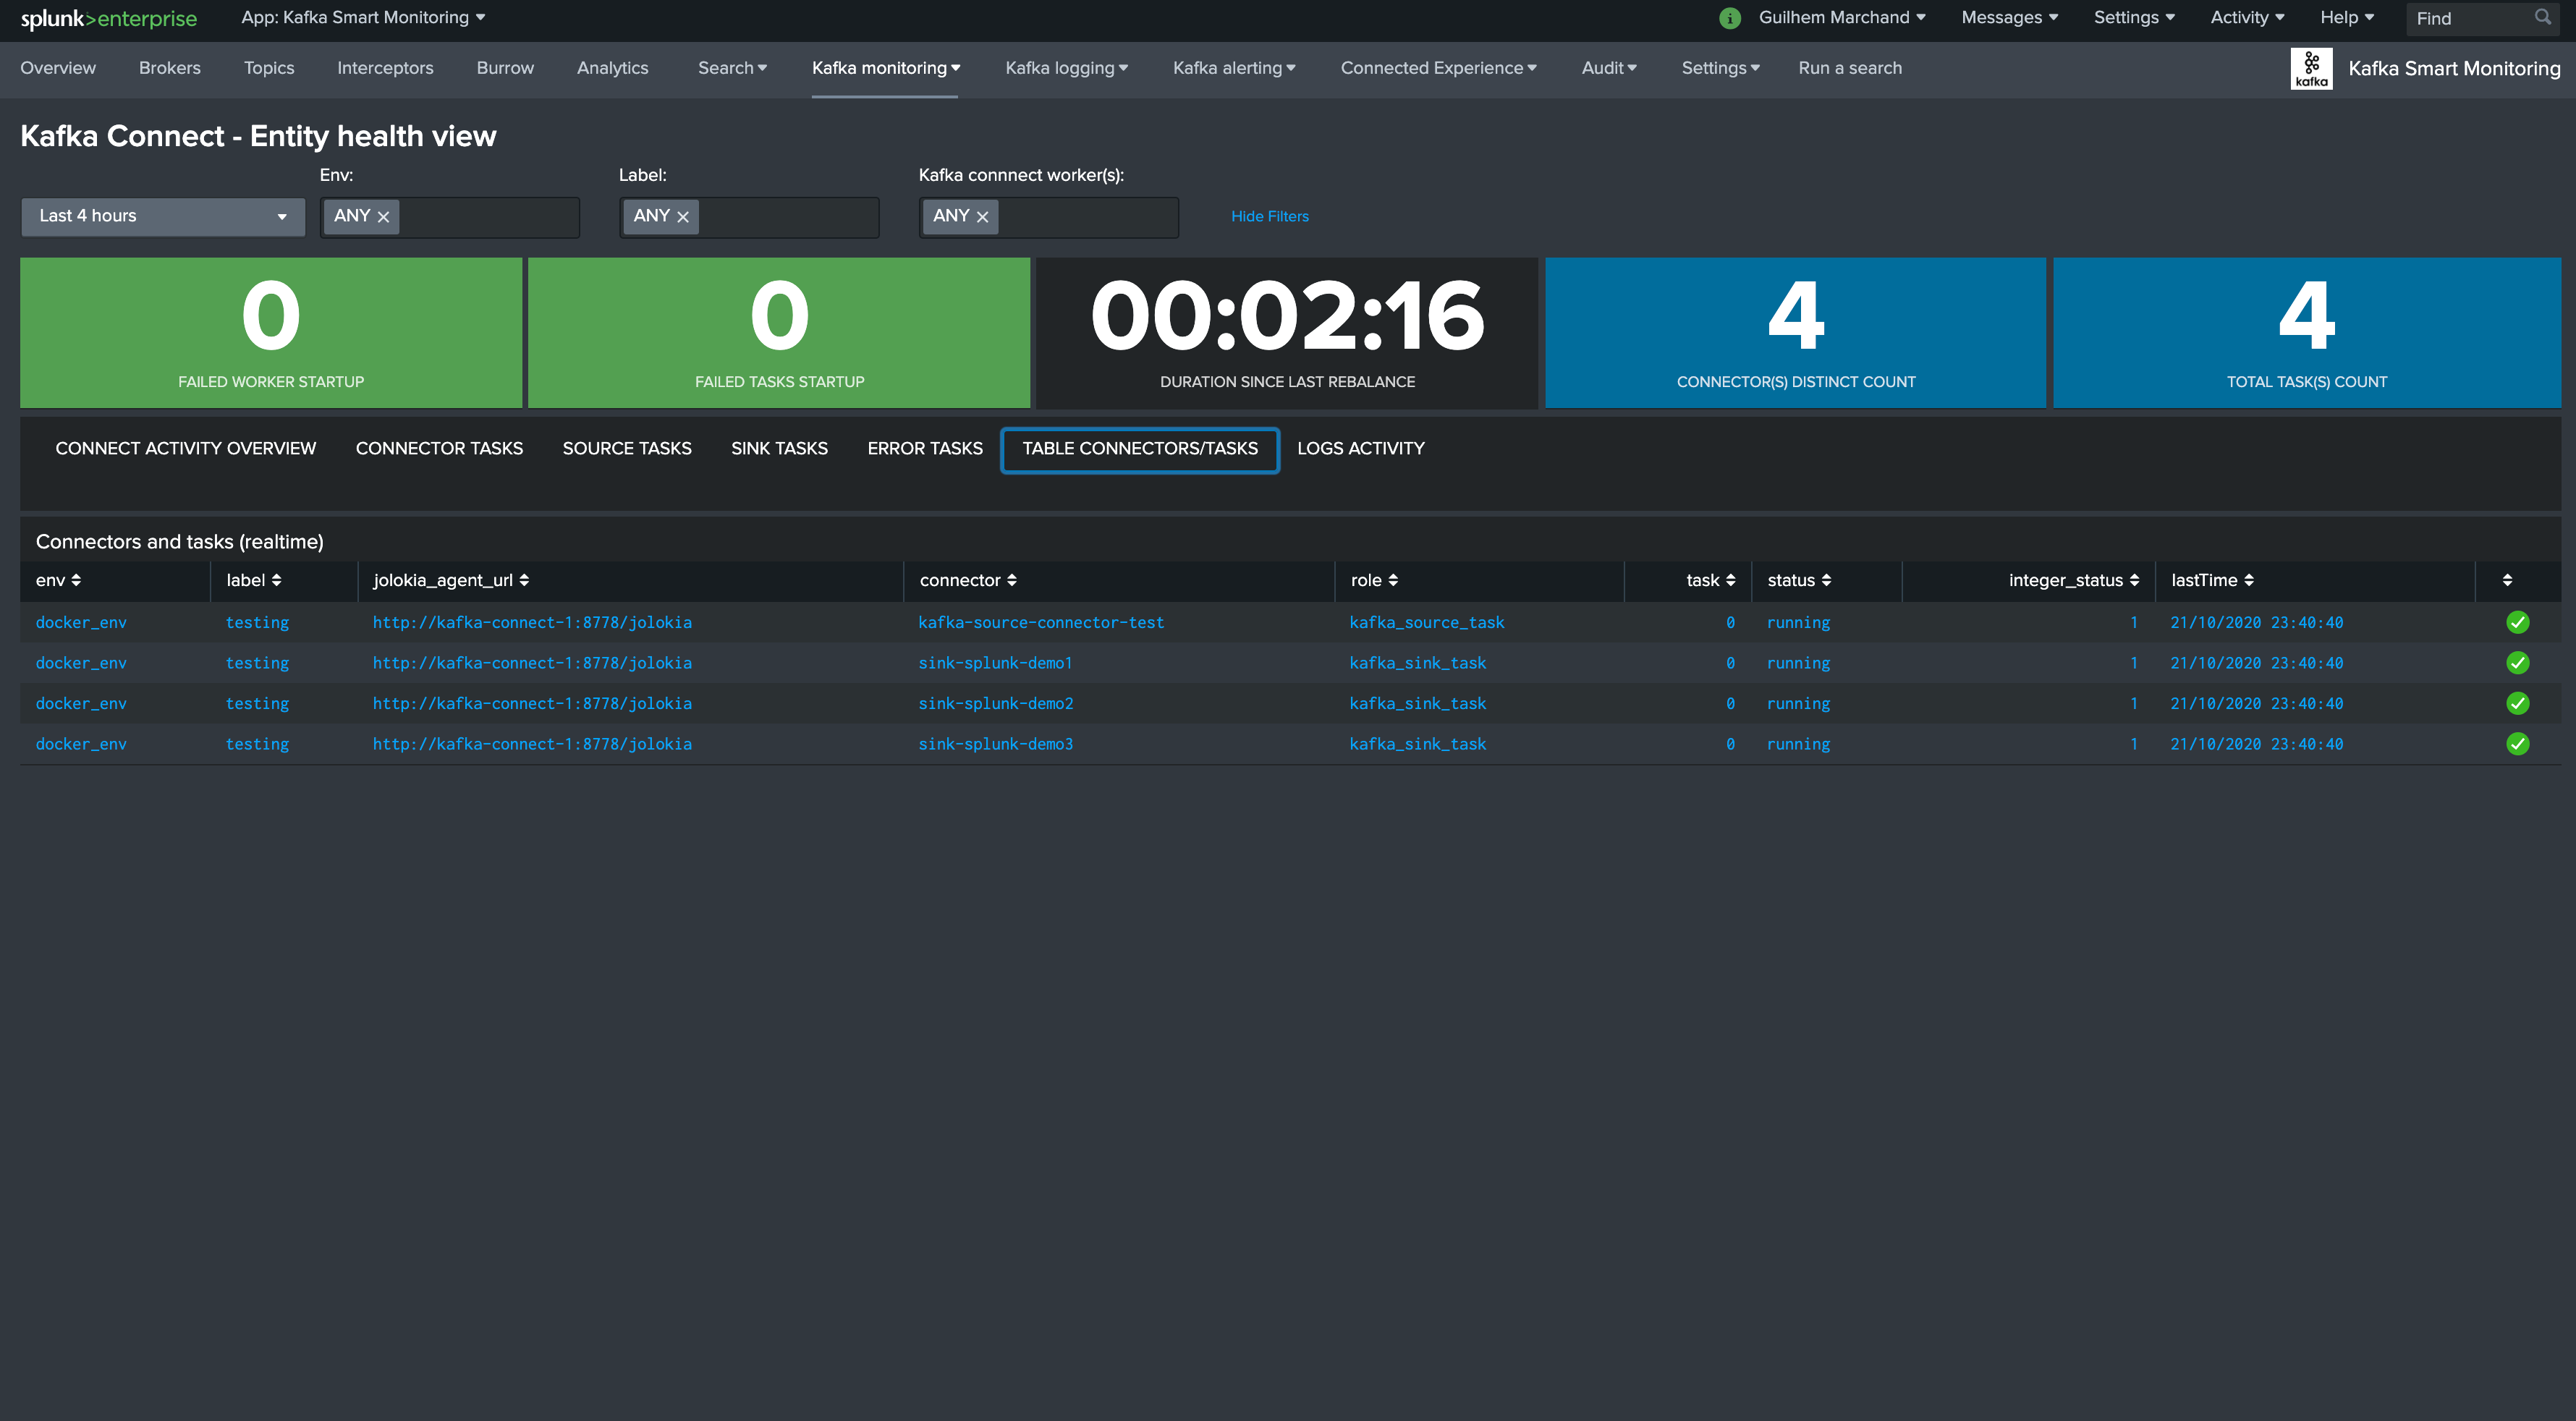 splunk>enterprise App: Kafka Smart Monitoring i Guilhem Marchand Messages Settings Activity Help Find
Overview Brokers Topics Interceptors Burrow Analytics Search Kafka monitoring Kafka logging Kafka alerting Connected Experience Audit Settings Run a search kafka Kafka Smart Monitoring
Kafka Connect - Entity health view
Env: Label: Kafka connnect worker(s):
Last 4 hours ANY ANY ANY Hide Filters
0 0 00:02:16 4 4
FAILED WORKER STARTUP FAILED TASKS STARTUP DURATION SINCE LAST REBALANCE CONNECTOR(S) DISTINCT COUNT TOTAL TASK(S) COUNT
CONNECT ACTIVITY OVERVIEW CONNECTOR TASKS SOURCE TASKS SINK TASKS ERROR TASKS TABLE CONNECTORS/TASKS LOGS ACTIVITY
Connectors and tasks (realtime)
env label jolokia_agent_url connector role task status integer_status lastTime
docker_env testing http://kafka-connect-1:8778/jolokia kafka-source-connector-test kafka_source_task 0 running 1 21/10/2020 23:40:40
docker_env testing http://kafka-connect-1:8778/jolokia sink-splunk-demo1 kafka_sink_task 0 running 1 21/10/2020 23:40:40
docker_env testing http://kafka-connect-1:8778/jolokia sink-splunk-demo2 kafka_sink_task 0 running 1 21/10/2020 23:40:40
docker_env testing http://kafka-connect-1:8778/jolokia sink-splunk-demo3 kafka_sink_task 0 running 1 21/10/2020 23:40:40